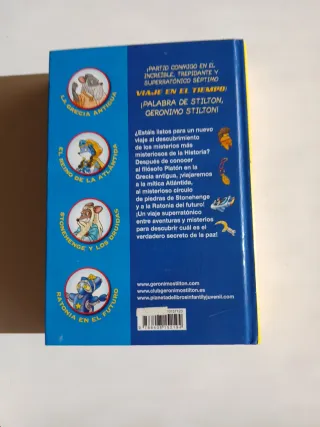 ¡PARTID CONMIGO EN EL
INCREÍBLE, TREPIDANTE Y
SUPERRATÓNICO SÉPTIMO
VIAJE EN EL TIEMPO!
¡PALABRA DE STILTON,
GERONIMO STILTON!
¿Estáis listos para un nuevo
viaje al descubrimiento
de los misterios más
misteriosos de la Historia?
Después de conocer
al filósofo Platón en la
Grecia antigua, ¡viajaremos
a la mítica Atlántida,
al misterioso círculo
de piedras de Stonehenge
y a la Ratonia del futuro!
¡Un viaje superratónico
entre aventuras y misterios
para descubrir cuál es el
verdadero secreto de la paz!
LA GRECIA ANTIGUA
EL REINO DE LA ATLÁNTIDA
STONEHENGE Y LOS DRUIDAS
RATONIA EN EL FUTURO
www.geronimostilton.com
www.clubgeronimostilton.es
www.planetadelibrosinfantilyjuvenil.com